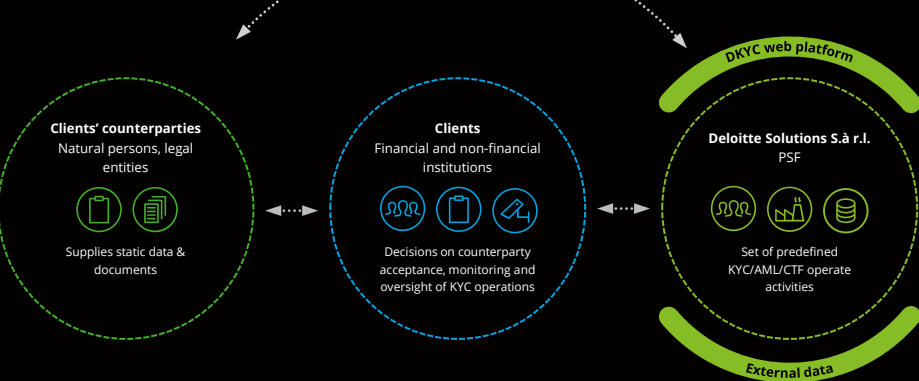 DKYC web platform
Clients' counterparties
Natural persons, legal
entities
Supplies static data &
documents
Clients
Financial and non-financial
institutions
Decisions on counterparty
acceptance, monitoring and
oversight of KYC operations
Deloitte Solutions S.à r.l.
PSF
Set of predefined
KYC/AML/CTF operate
activities
External data